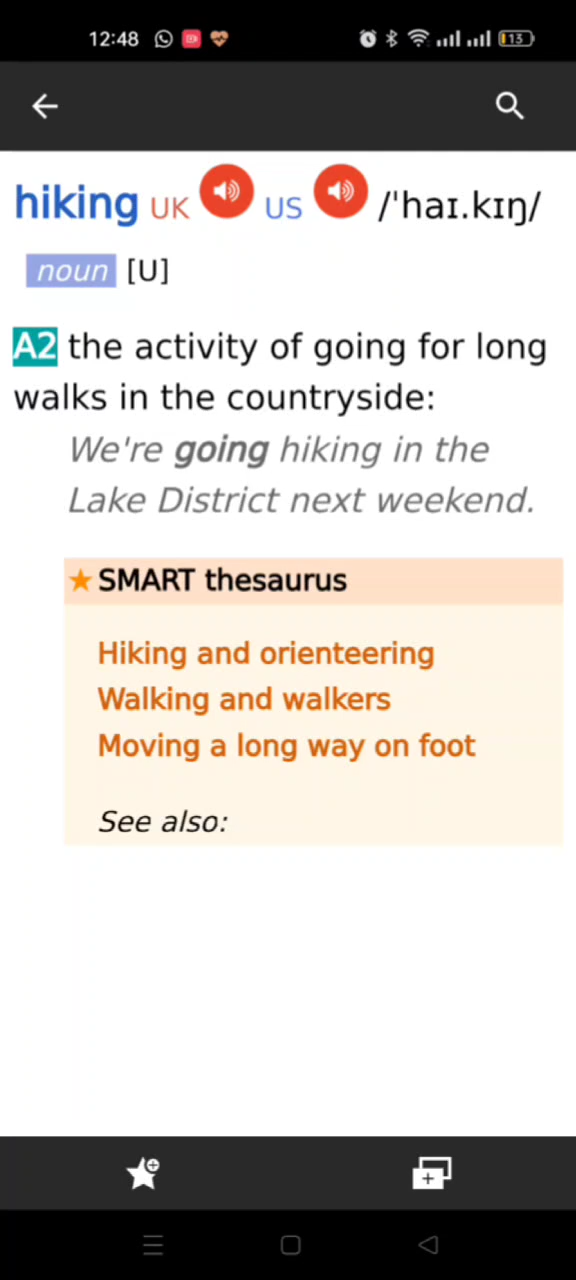 12:48
13
hiking UK US /ˈhaɪ.kɪŋ/
noun [U]
A2 the activity of going for long
walks in the countryside:
We're going hiking in the
Lake District next weekend.
★ SMART thesaurus
Hiking and orienteering
Walking and walkers
Moving a long way on foot
See also: